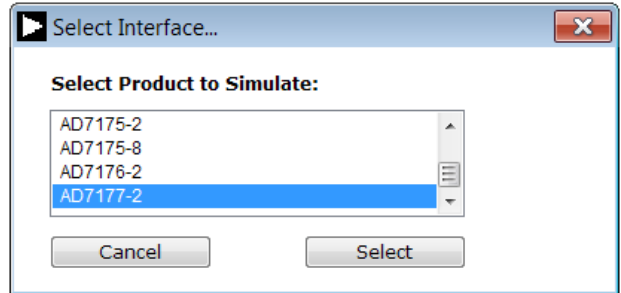 Select Interface...
Select Product to Simulate:
AD7175-2
AD7175-8
AD7176-2
AD7177-2
Cancel
Select